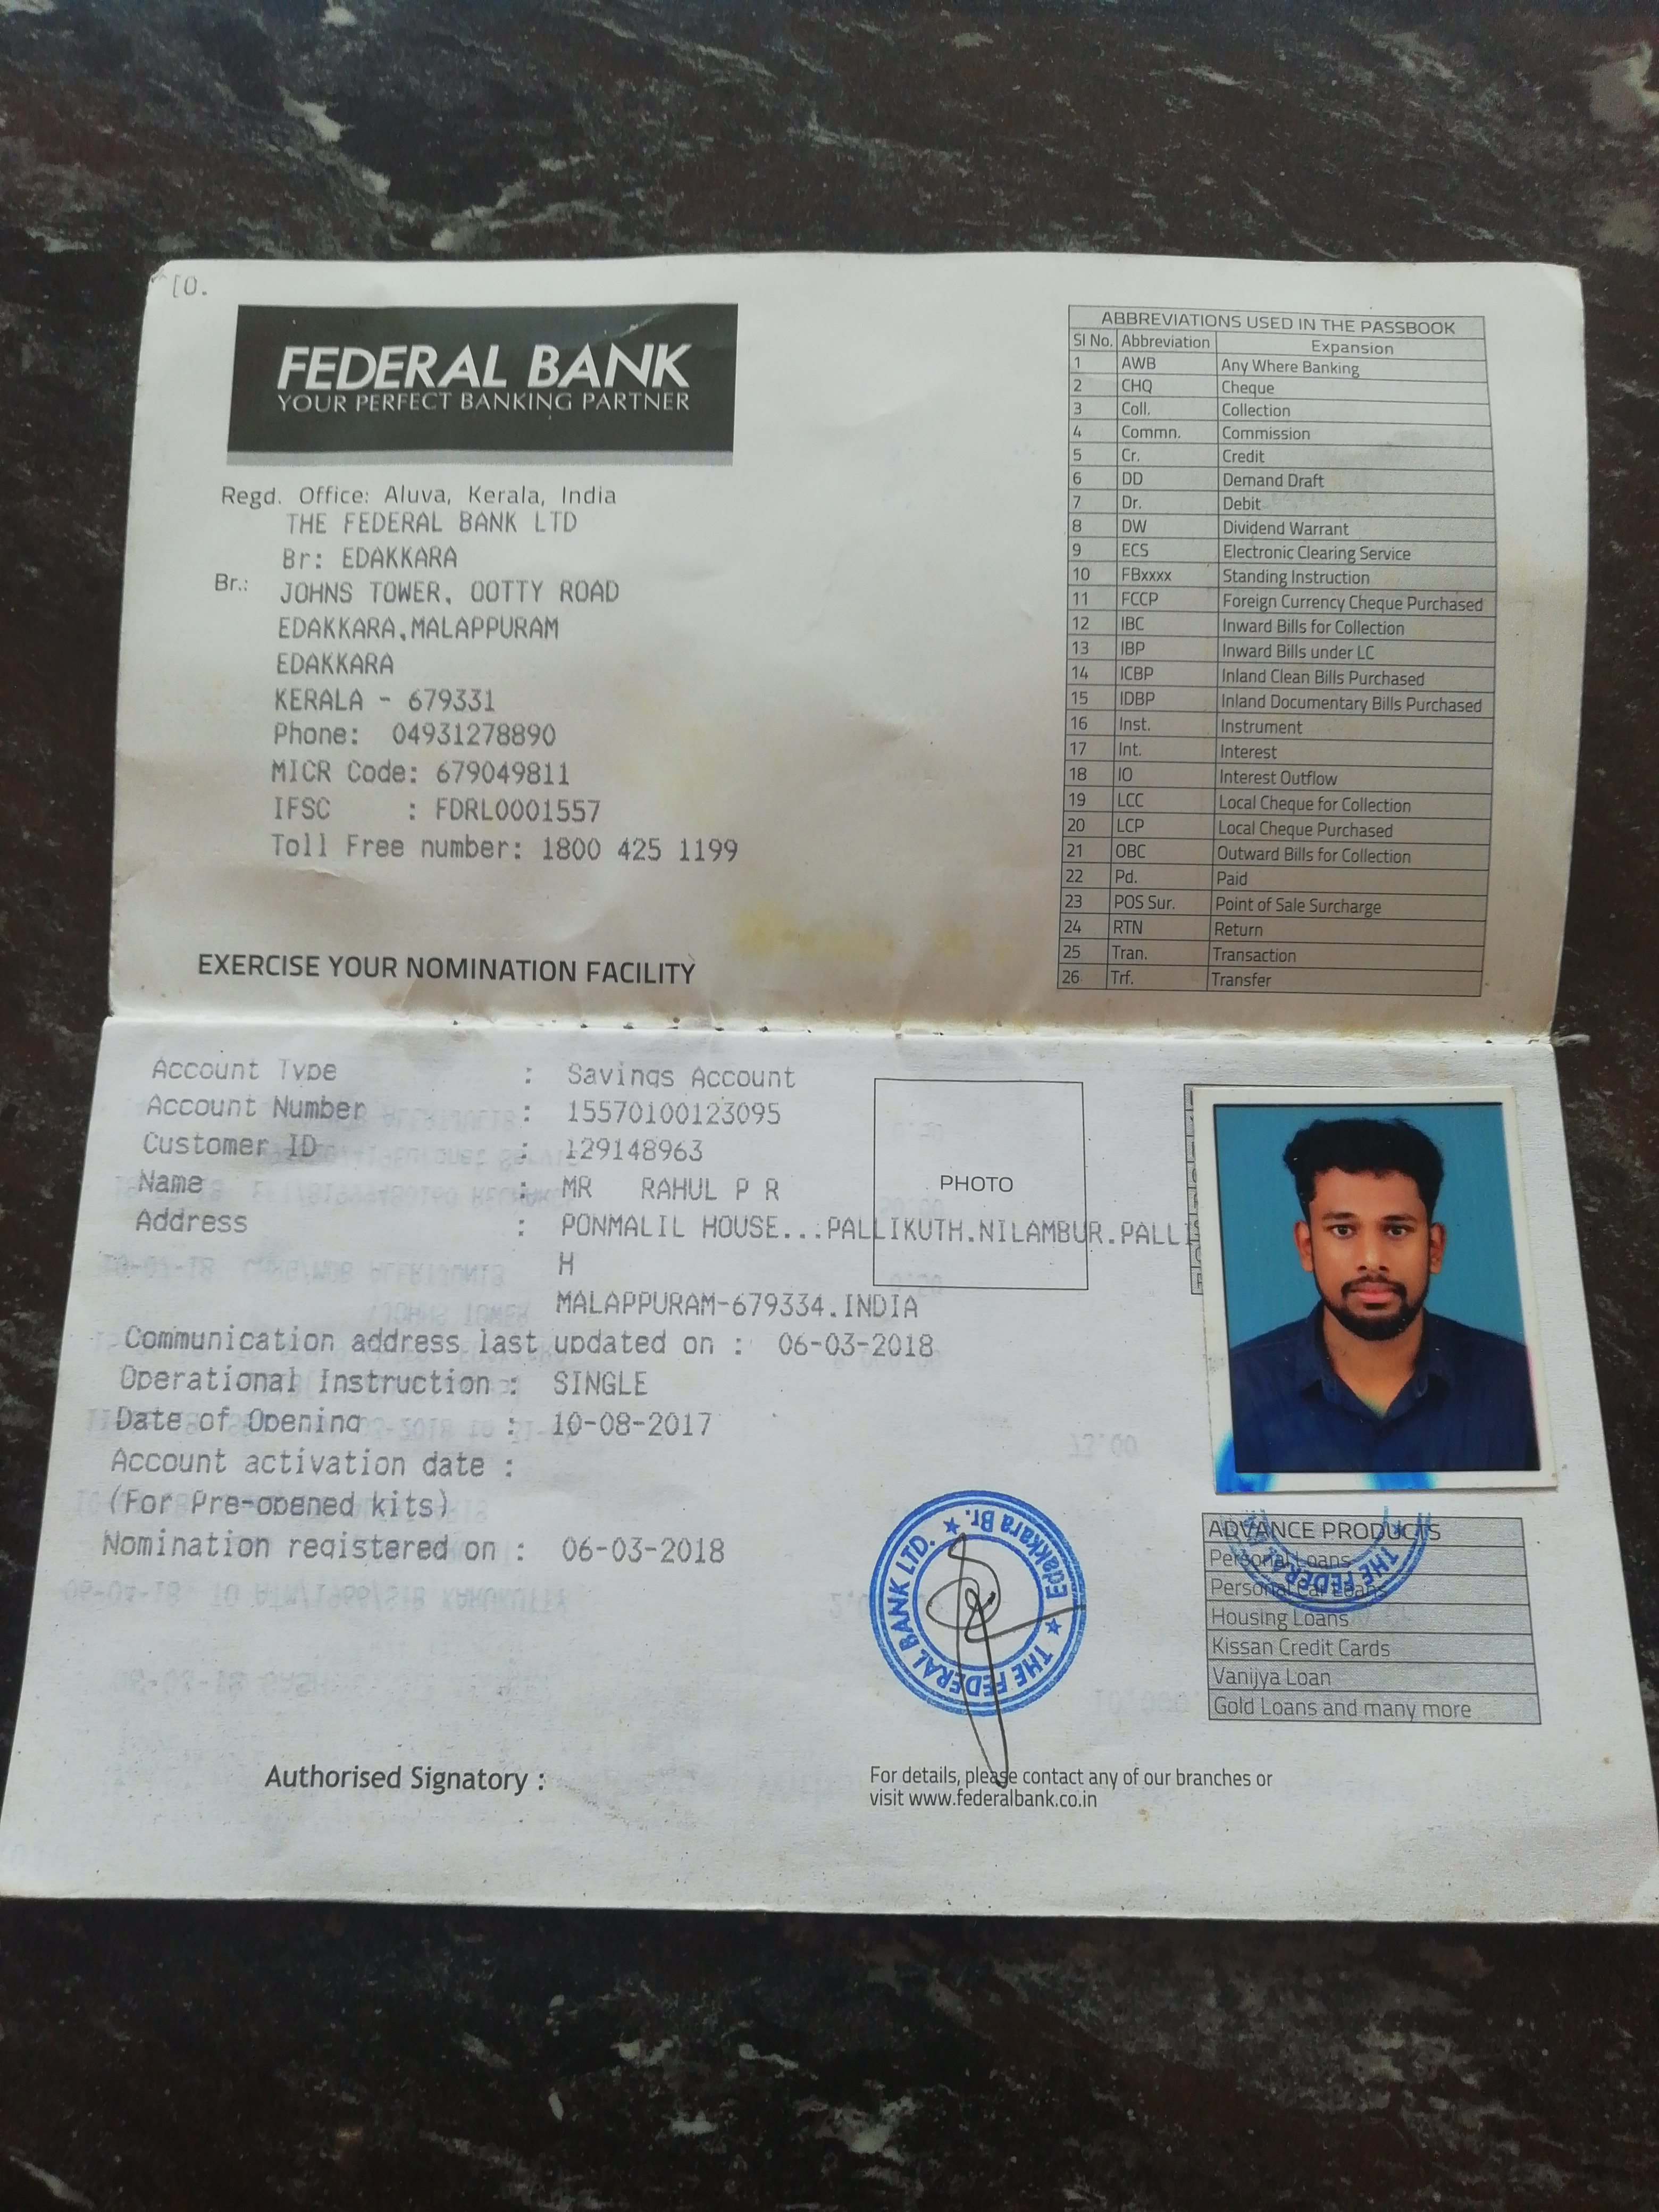 [0.
FEDERAL BANK
YOUR PERFECT BANKING PARTNER
Regd. Office: Aluva, Kerala, India
THE FEDERAL BANK LTD
Br: EDAKKARA
Br.: JOHNS TOWER, OOTTY ROAD
EDAKKARA,MALAPPURAM
EDAKKARA
KERALA - 679331
Phone: 04931278890
MICR Code: 679049811
IFSC : FDRL0001557
Toll Free number: 1800 425 1199
EXERCISE YOUR NOMINATION FACILITY
ABBREVIATIONS USED IN THE PASSBOOK
Sl No. Abbreviation Expansion
1 AWB Any Where Banking
2 CHQ Cheque
3 Coll. Collection
4 Commn. Commission
5 Cr. Credit
6 DD Demand Draft
7 Dr. Debit
8 DW Dividend Warrant
9 ECS Electronic Clearing Service
10 FBxxxx Standing Instruction
11 FCCP Foreign Currency Cheque Purchased
12 IBC Inward Bills for Collection
13 IBP Inward Bills under LC
14 ICBP Inland Clean Bills Purchased
15 IDBP Inland Documentary Bills Purchased
16 Inst. Instrument
17 Int. Interest
18 IO Interest Outflow
19 LCC Local Cheque for Collection
20 LCP Local Cheque Purchased
21 OBC Outward Bills for Collection
22 Pd. Paid
23 POS Sur. Point of Sale Surcharge
24 RTN Return
25 Tran. Transaction
26 Trf. Transfer
Account Type : Savings Account
Account Number : 15570100123095
Customer ID : 129148963
Name : MR RAHUL P R
Address : PONMALIL HOUSE...PALLIKUTH.NILAMBUR.PALLI
H
MALAPPURAM-679334.INDIA
Communication address last updated on : 06-03-2018
Operational Instruction : SINGLE
Date of Opening : 10-08-2017
Account activation date :
(For Pre-opened kits)
Nomination registered on : 06-03-2018
PHOTO
THE FEDERAL BANK LTD. ★ Edakkara Br. ★
THE FEDERAL
ADVANCE PRODUCTS
Personal Loans
Personal Car Loans
Housing Loans
Kissan Credit Cards
Vanijya Loan
Gold Loans and many more
Authorised Signatory :
For details, please contact any of our branches or
visit www.federalbank.co.in